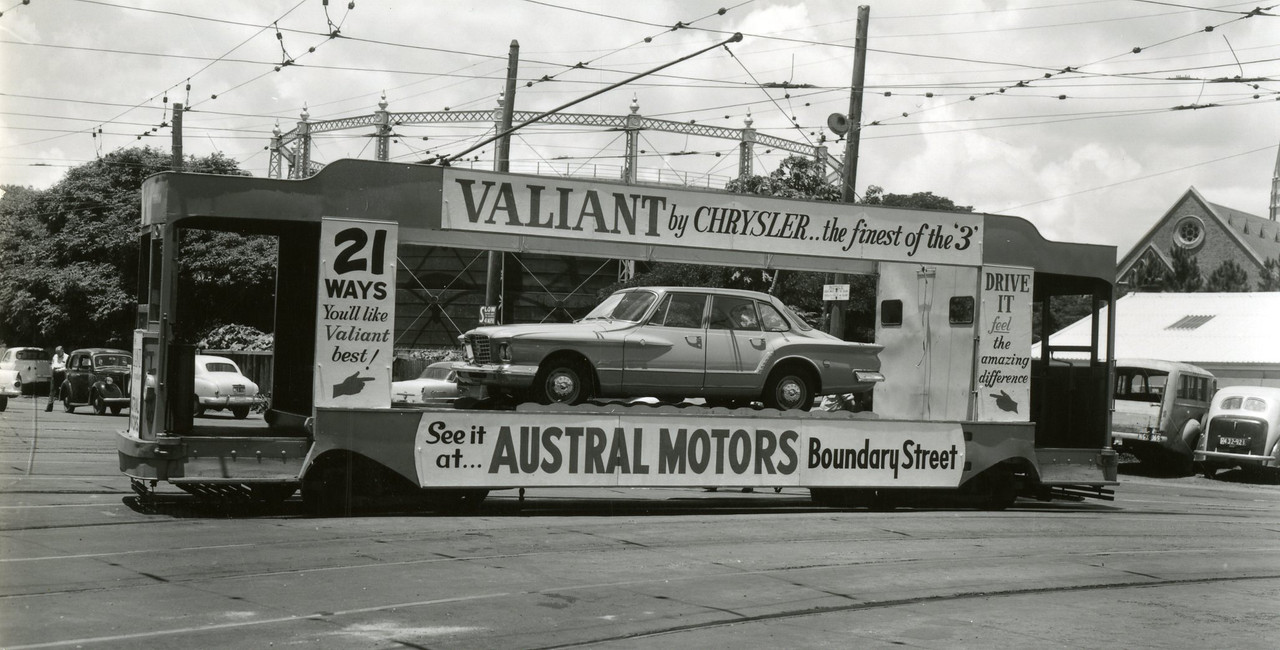 VALIANT by CHRYSLER..the finest of the '3'
21
WAYS
You'll like
Valiant
best!
DRIVE
IT
feel
the
amazing
difference
See it
at... AUSTRAL MOTORS Boundary Street